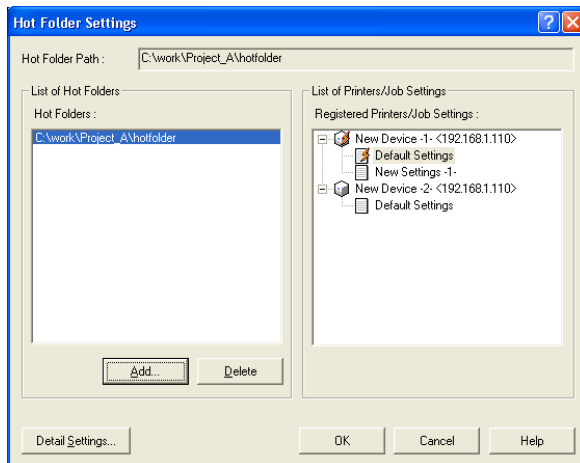 Hot Folder Settings
Hot Folder Path :
C:\work\Project_A\hotfolder
List of Hot Folders
Hot Folders :
C:\work\Project_A\hotfolder
Add...
Delete
List of Printers/Job Settings
Registered Printers/Job Settings :
New Device -1- <192.168.1.110>
Default Settings
New Settings -1-
New Device -2- <192.168.1.110>
Default Settings
Detail Settings...
OK
Cancel
Help